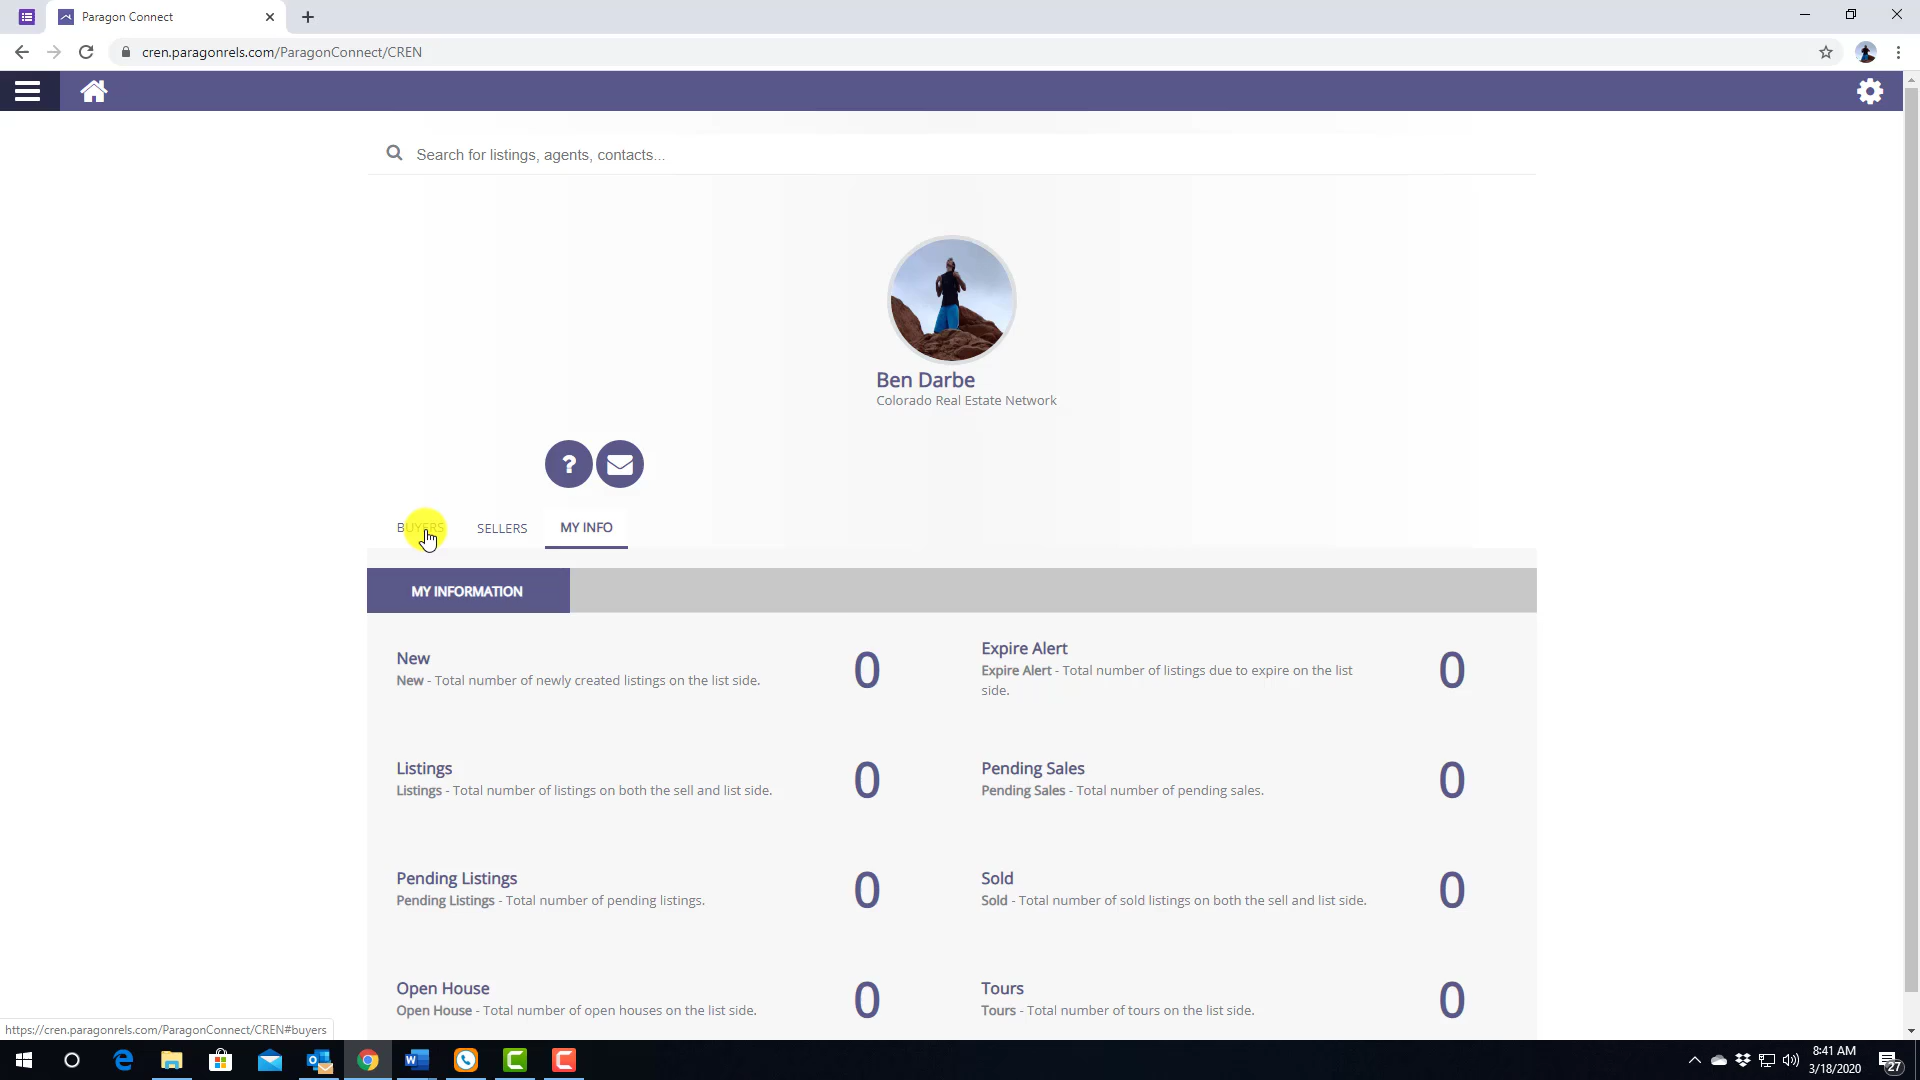 Paragon Connect
cren.paragonrels.com/ParagonConnect/CREN
Search for listings, agents, contacts...
Ben Darbe
Colorado Real Estate Network
?
BUYERS SELLERS MY INFO
MY INFORMATION
New 0
New - Total number of newly created listings on the list side.
Expire Alert 0
Expire Alert - Total number of listings due to expire on the list
side.
Listings 0
Listings - Total number of listings on both the sell and list side.
Pending Sales 0
Pending Sales - Total number of pending sales.
Pending Listings 0
Pending Listings - Total number of pending listings.
Sold 0
Sold - Total number of sold listings on both the sell and list side.
Open House 0
Open House - Total number of open houses on the list side.
Tours 0
Tours - Total number of tours on the list side.
https://cren.paragonrels.com/ParagonConnect/CREN#buyers
8:41 AM
3/18/2020
27